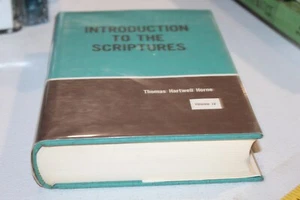 INTRODUCTION
TO THE
SCRIPTURES
Thomas Hartwell Horne